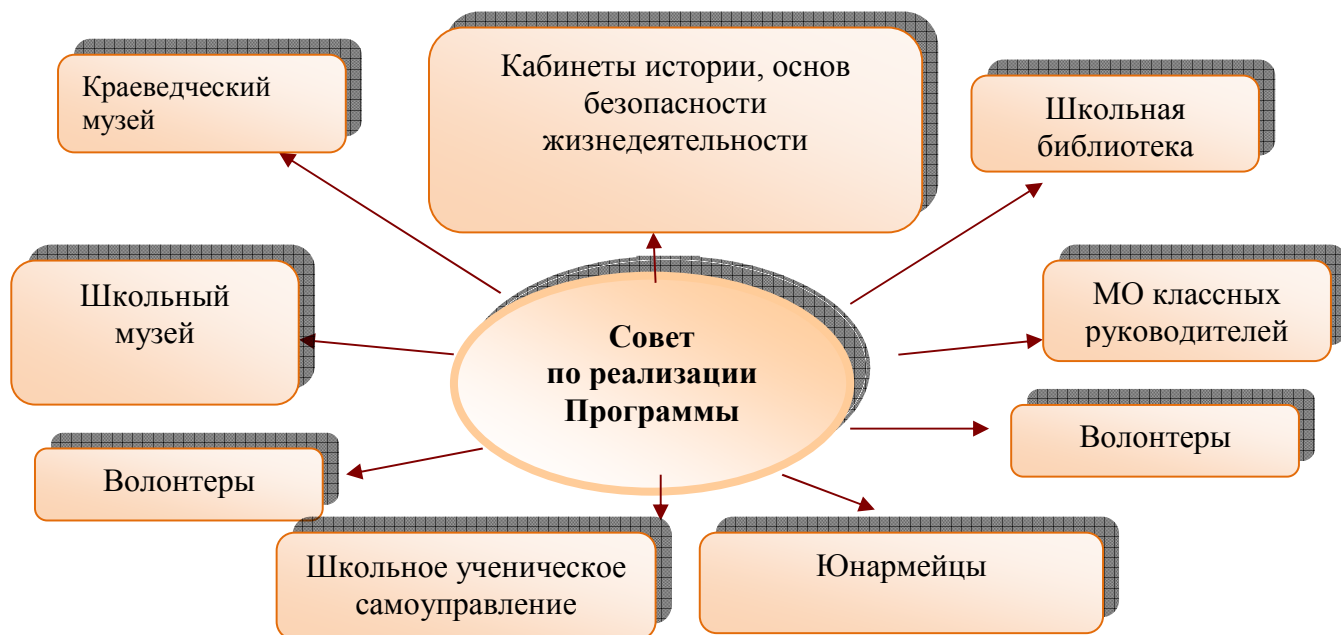 Краеведческий
музей
Кабинеты истории, основ
безопасности
жизнедеятельности
Школьная
библиотека
Школьный
музей
Совет
по реализации
Программы
МО классных
руководителей
Волонтеры
Волонтеры
Школьное ученическое
самоуправление
Юнармейцы